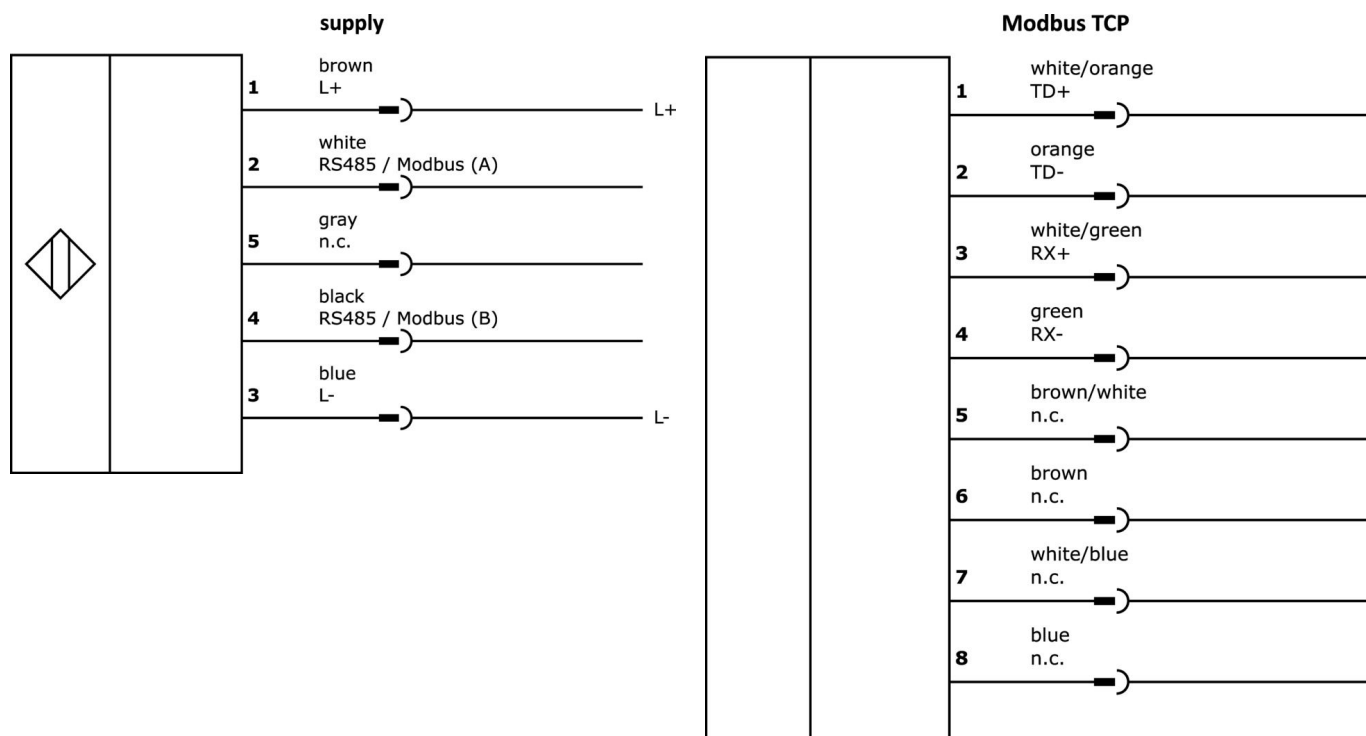 supply
brown
1 L+
L+
white
2 RS485 / Modbus (A)
gray
5 n.c.
black
4 RS485 / Modbus (B)
blue
3 L-
L-
Modbus TCP
white/orange
1 TD+
orange
2 TD-
white/green
3 RX+
green
4 RX-
brown/white
5 n.c.
brown
6 n.c.
white/blue
7 n.c.
blue
8 n.c.